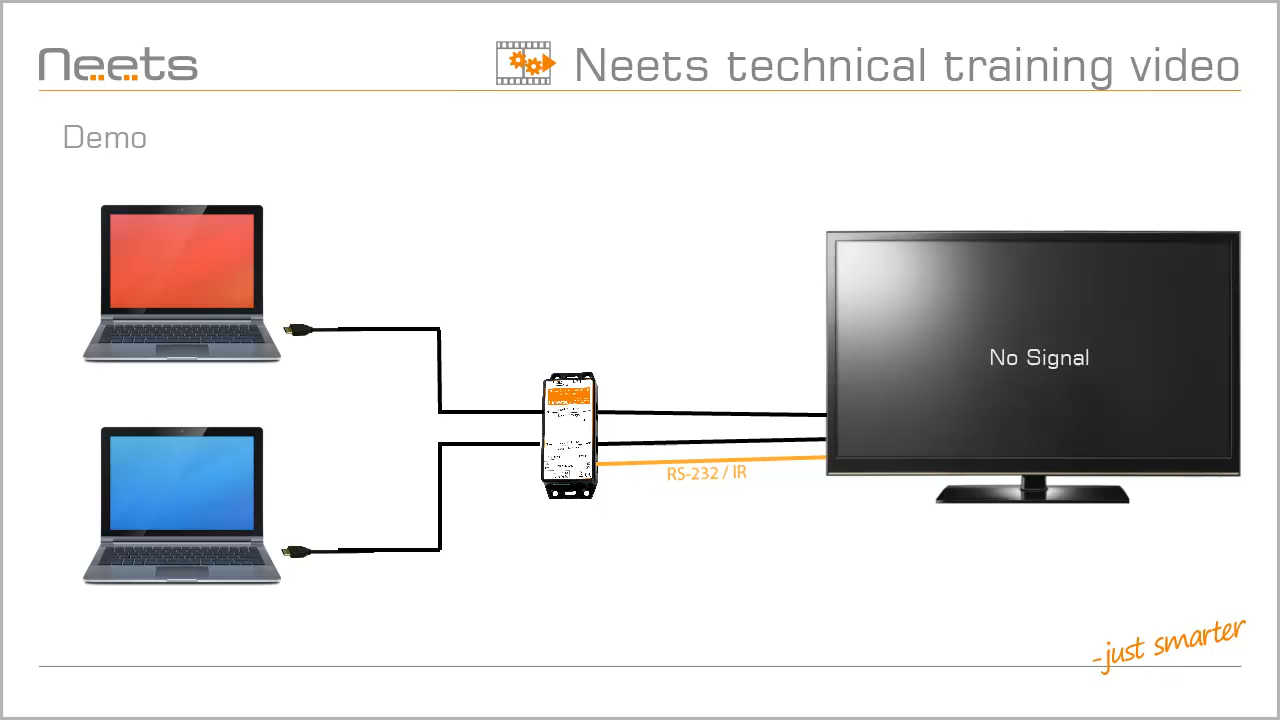 Neets
Neets technical training video
Demo
No Signal
RS-232 / IR
-just smarter